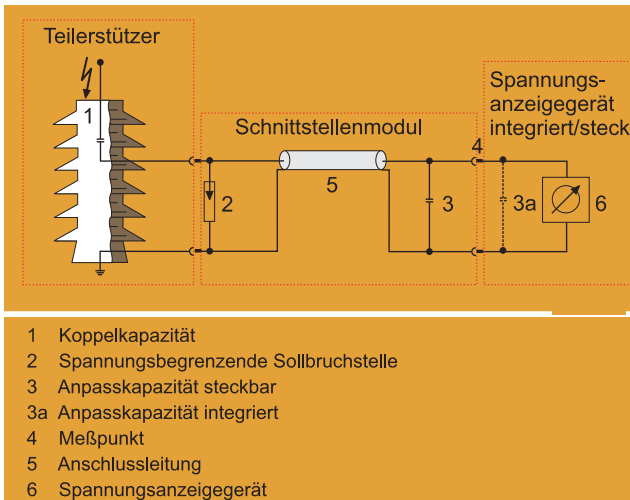 Teilerstützer
Spannungs-
anzeigegerät
integriert/steck
Schnittstellenmodul
1
2
3
3a
4
5
6
1 Koppelkapazität
2 Spannungsbegrenzende Sollbruchstelle
3 Anpasskapazität steckbar
3a Anpasskapazität integriert
4 Meßpunkt
5 Anschlussleitung
6 Spannungsanzeigegerät